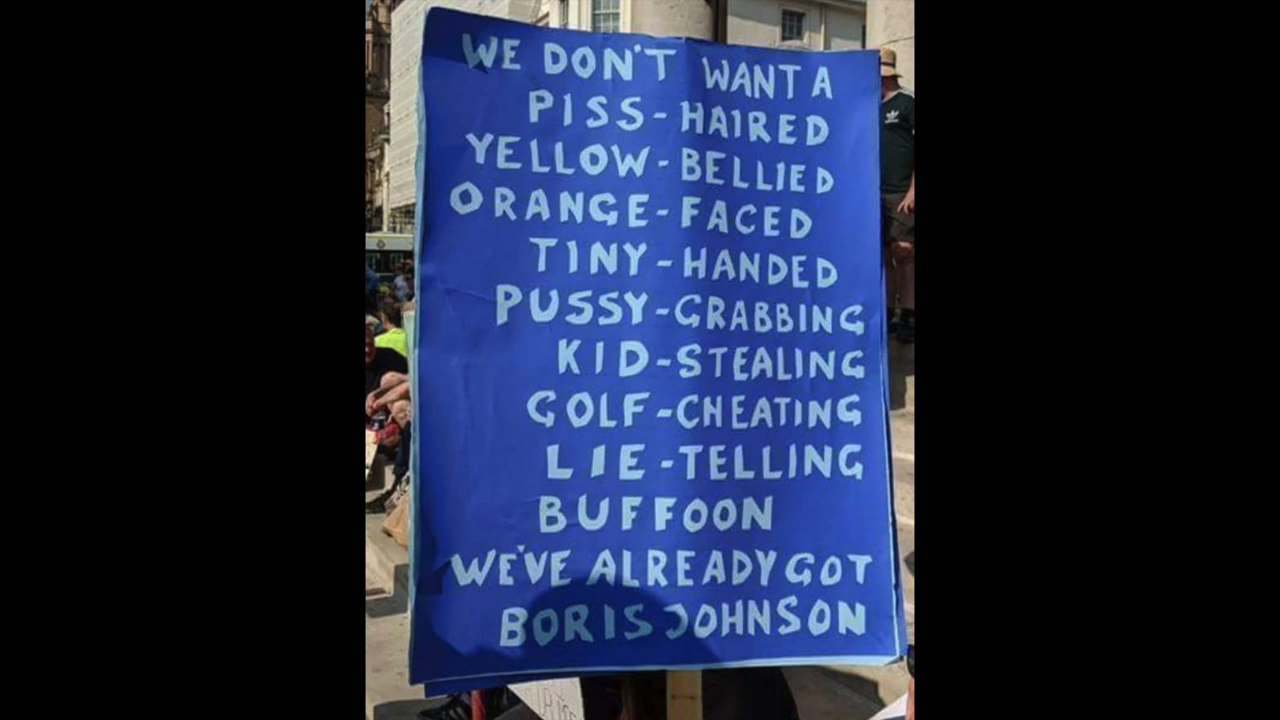 WE DON'T WANT A
PISS-HAIRED
YELLOW-BELLIED
ORANGE-FACED
TINY-HANDED
PUSSY-GRABBING
KID-STEALING
GOLF-CHEATING
LIE-TELLING
BUFFOON
WE'VE ALREADY GOT
BORIS JOHNSON